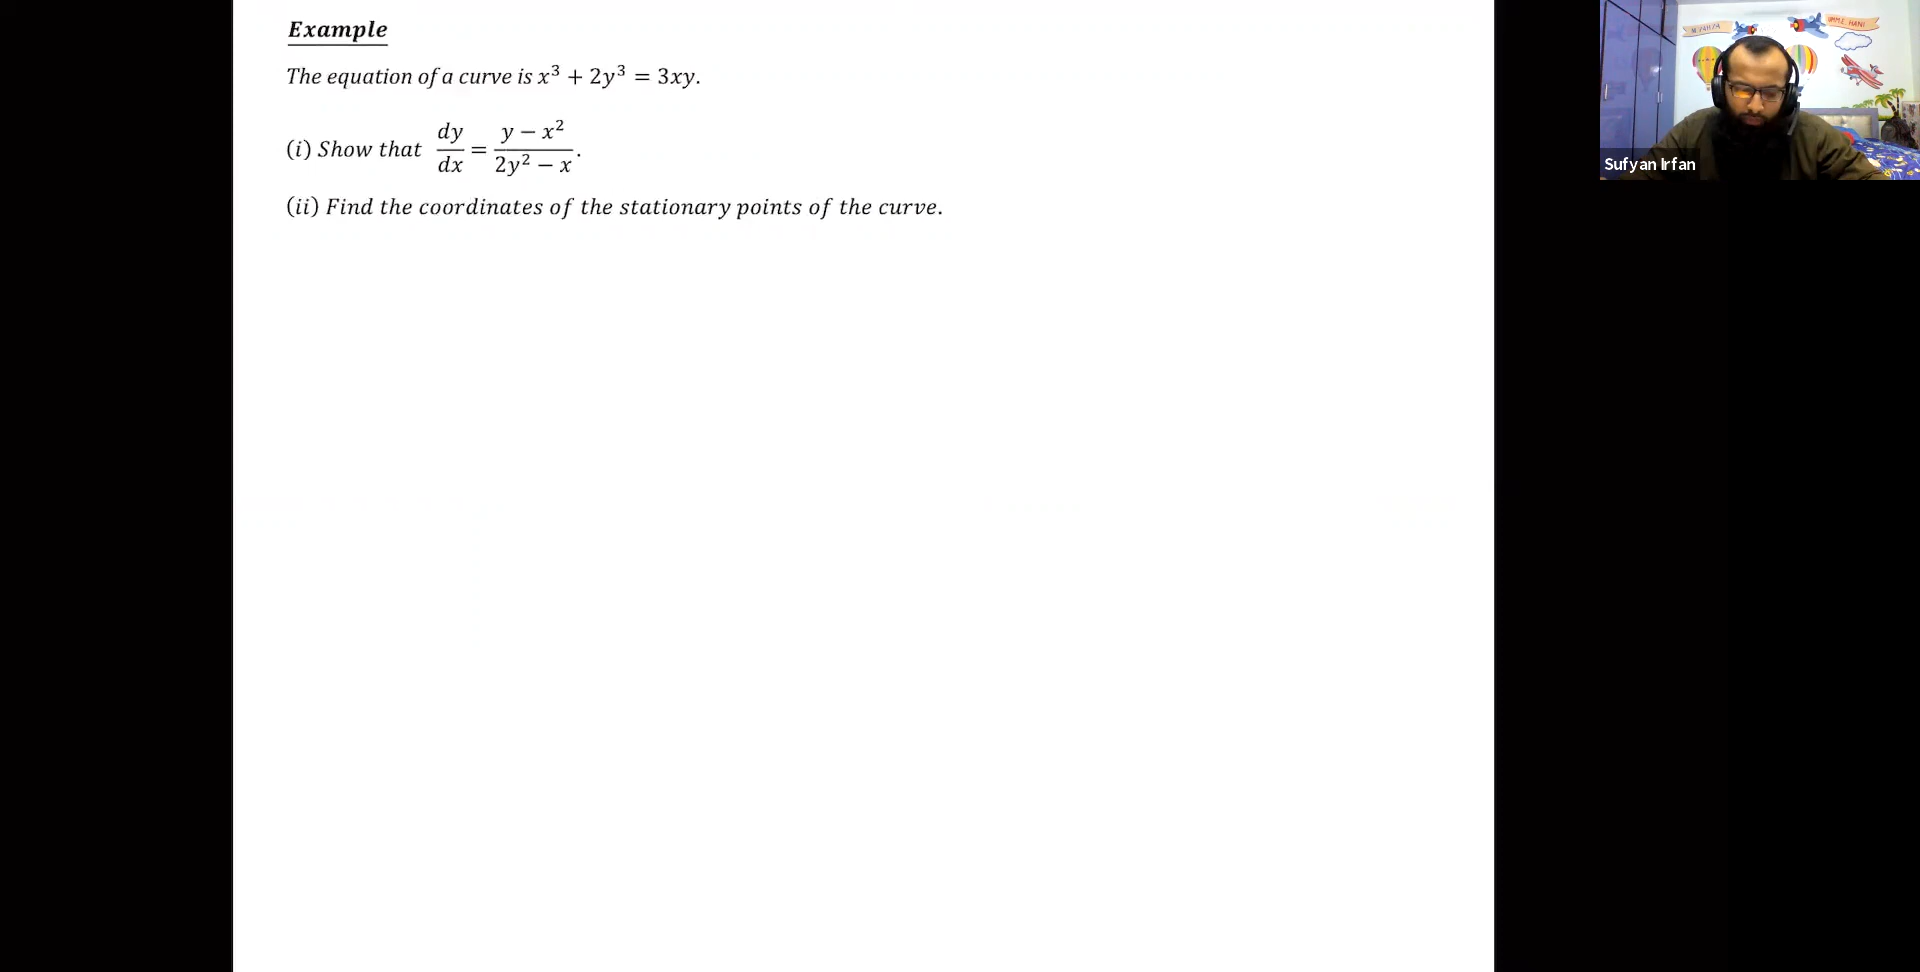 Example
The equation of a curve is x³ + 2y³ = 3xy.
(i) Show that dy/dx = (y − x²)/(2y² − x).
(ii) Find the coordinates of the stationary points of the curve.
Sufyan Irfan